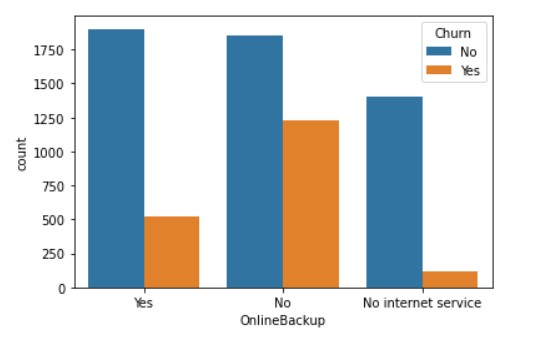 Churn
No
Yes
1750
1500
1250
1000
750
500
250
0
count
Yes No No internet service
OnlineBackup